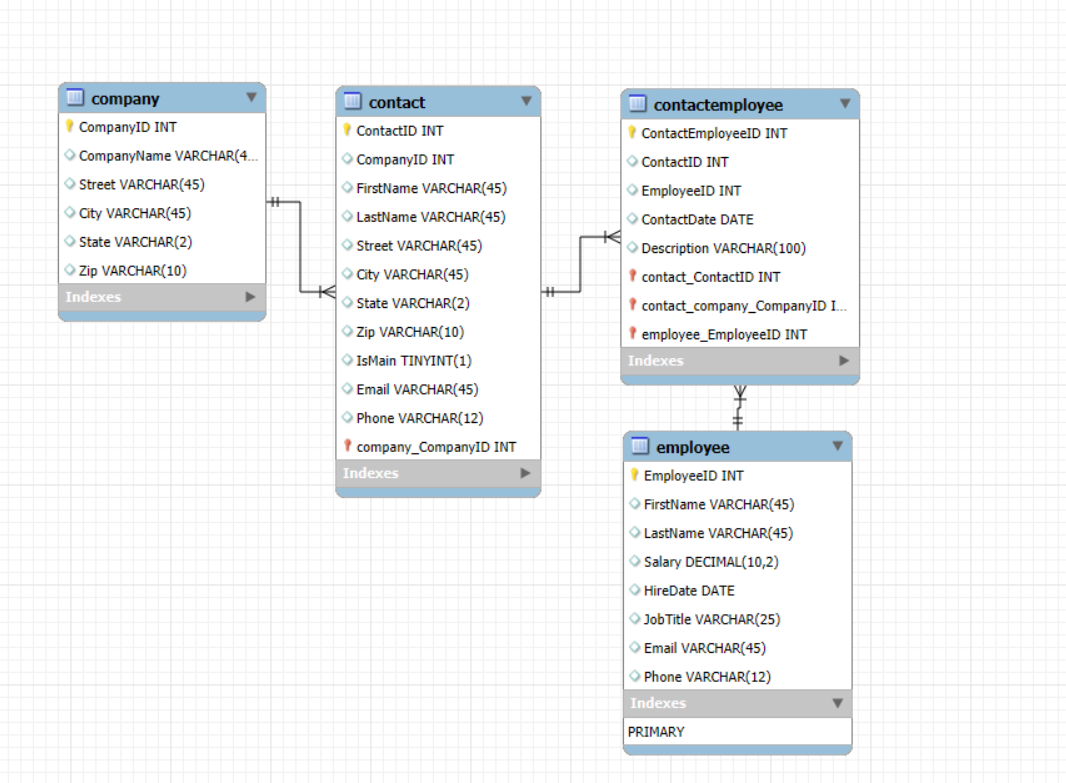 company
CompanyID INT
CompanyName VARCHAR(4...
Street VARCHAR(45)
City VARCHAR(45)
State VARCHAR(2)
Zip VARCHAR(10)
Indexes
contact
ContactID INT
CompanyID INT
FirstName VARCHAR(45)
LastName VARCHAR(45)
Street VARCHAR(45)
City VARCHAR(45)
State VARCHAR(2)
Zip VARCHAR(10)
IsMain TINYINT(1)
Email VARCHAR(45)
Phone VARCHAR(12)
company_CompanyID INT
Indexes
contactemployee
ContactEmployeeID INT
ContactID INT
EmployeeID INT
ContactDate DATE
Description VARCHAR(100)
contact_ContactID INT
contact_company_CompanyID I...
employee_EmployeeID INT
Indexes
employee
EmployeeID INT
FirstName VARCHAR(45)
LastName VARCHAR(45)
Salary DECIMAL(10,2)
HireDate DATE
JobTitle VARCHAR(25)
Email VARCHAR(45)
Phone VARCHAR(12)
Indexes
PRIMARY